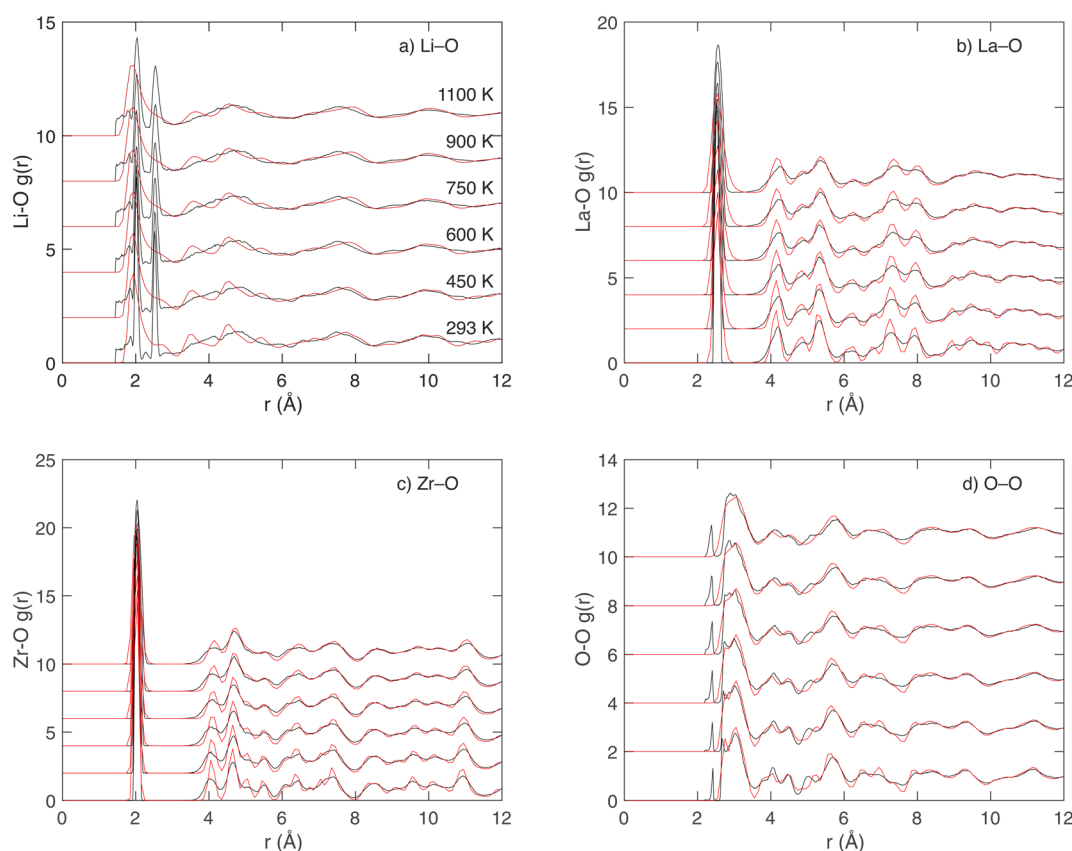 15
10
5
0
Li-O g(r)
a) Li–O
1100 K
900 K
750 K
600 K
450 K
293 K
0 2 4 6 8 10 12
r (Å)
20
15
10
5
0
La-O g(r)
b) La–O
0 2 4 6 8 10 12
r (Å)
25
20
15
10
5
0
Zr-O g(r)
c) Zr–O
0 2 4 6 8 10 12
r (Å)
14
12
10
8
6
4
2
0
O-O g(r)
d) O–O
0 2 4 6 8 10 12
r (Å)